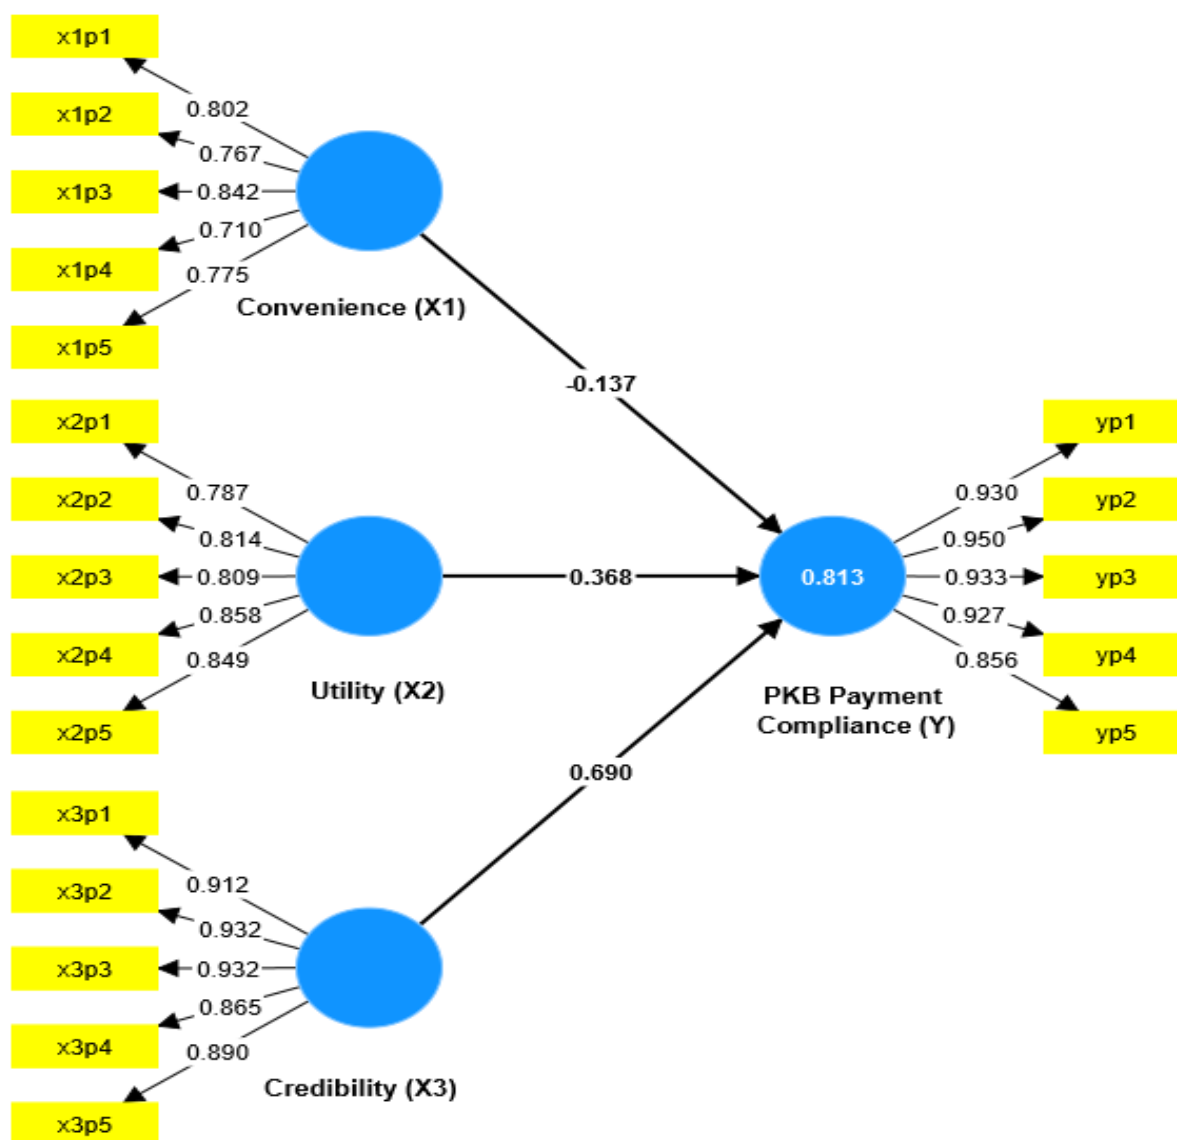 x1p1
0.802
x1p2
0.767
x1p3
0.842
0.710
x1p4
0.775
x1p5
Convenience (X1)
-0.137
x2p1
0.787
x2p2
0.814
x2p3
0.809
0.858
x2p4
0.849
x2p5
Utility (X2)
0.368
0.813
PKB Payment
Compliance (Y)
yp1
0.930
yp2
0.950
yp3
0.933
0.927
yp4
0.856
yp5
0.690
x3p1
0.912
x3p2
0.932
x3p3
0.932
0.865
x3p4
0.890
x3p5
Credibility (X3)